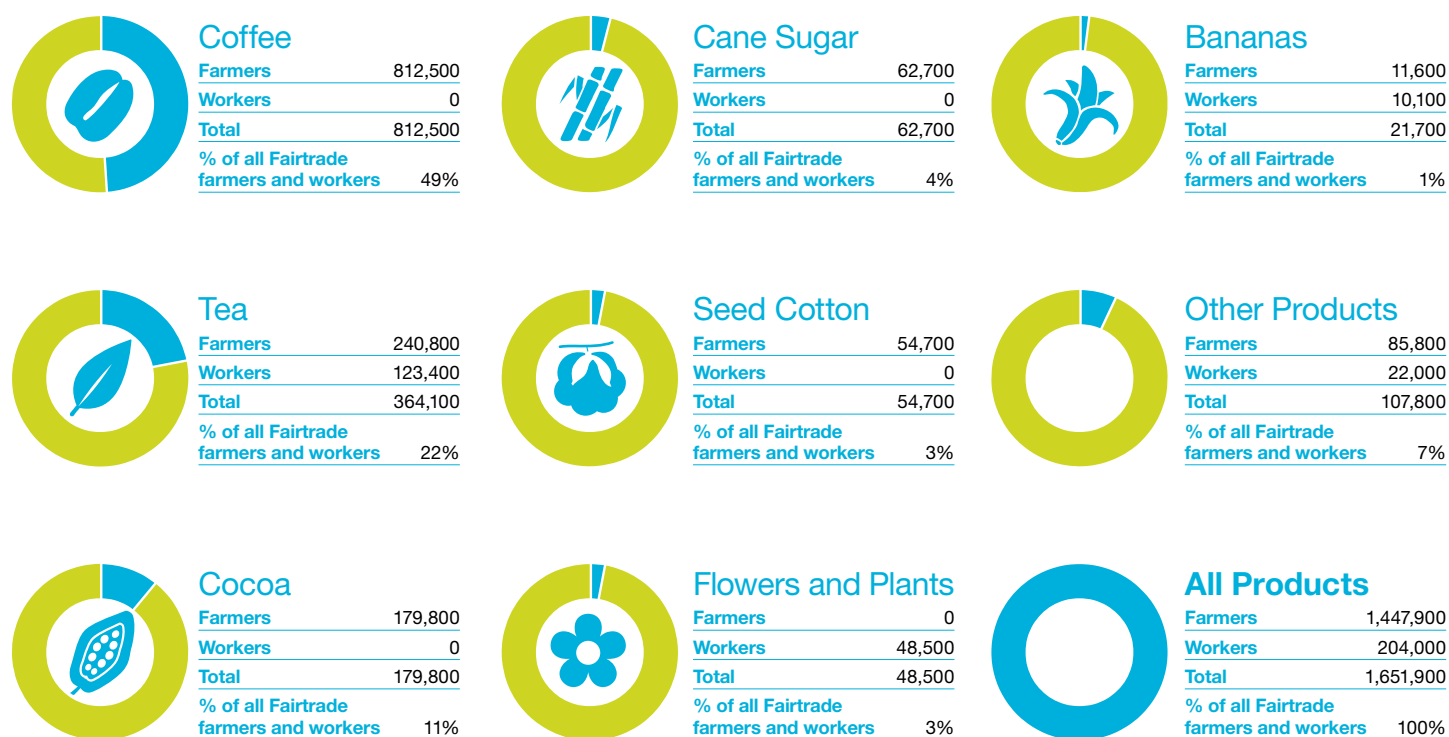 Coffee
Farmers 812,500
Workers 0
Total 812,500
% of all Fairtrade
farmers and workers 49%
Cane Sugar
Farmers 62,700
Workers 0
Total 62,700
% of all Fairtrade
farmers and workers 4%
Bananas
Farmers 11,600
Workers 10,100
Total 21,700
% of all Fairtrade
farmers and workers 1%
Tea
Farmers 240,800
Workers 123,400
Total 364,100
% of all Fairtrade
farmers and workers 22%
Seed Cotton
Farmers 54,700
Workers 0
Total 54,700
% of all Fairtrade
farmers and workers 3%
Other Products
Farmers 85,800
Workers 22,000
Total 107,800
% of all Fairtrade
farmers and workers 7%
Cocoa
Farmers 179,800
Workers 0
Total 179,800
% of all Fairtrade
farmers and workers 11%
Flowers and Plants
Farmers 0
Workers 48,500
Total 48,500
% of all Fairtrade
farmers and workers 3%
All Products
Farmers 1,447,900
Workers 204,000
Total 1,651,900
% of all Fairtrade
farmers and workers 100%